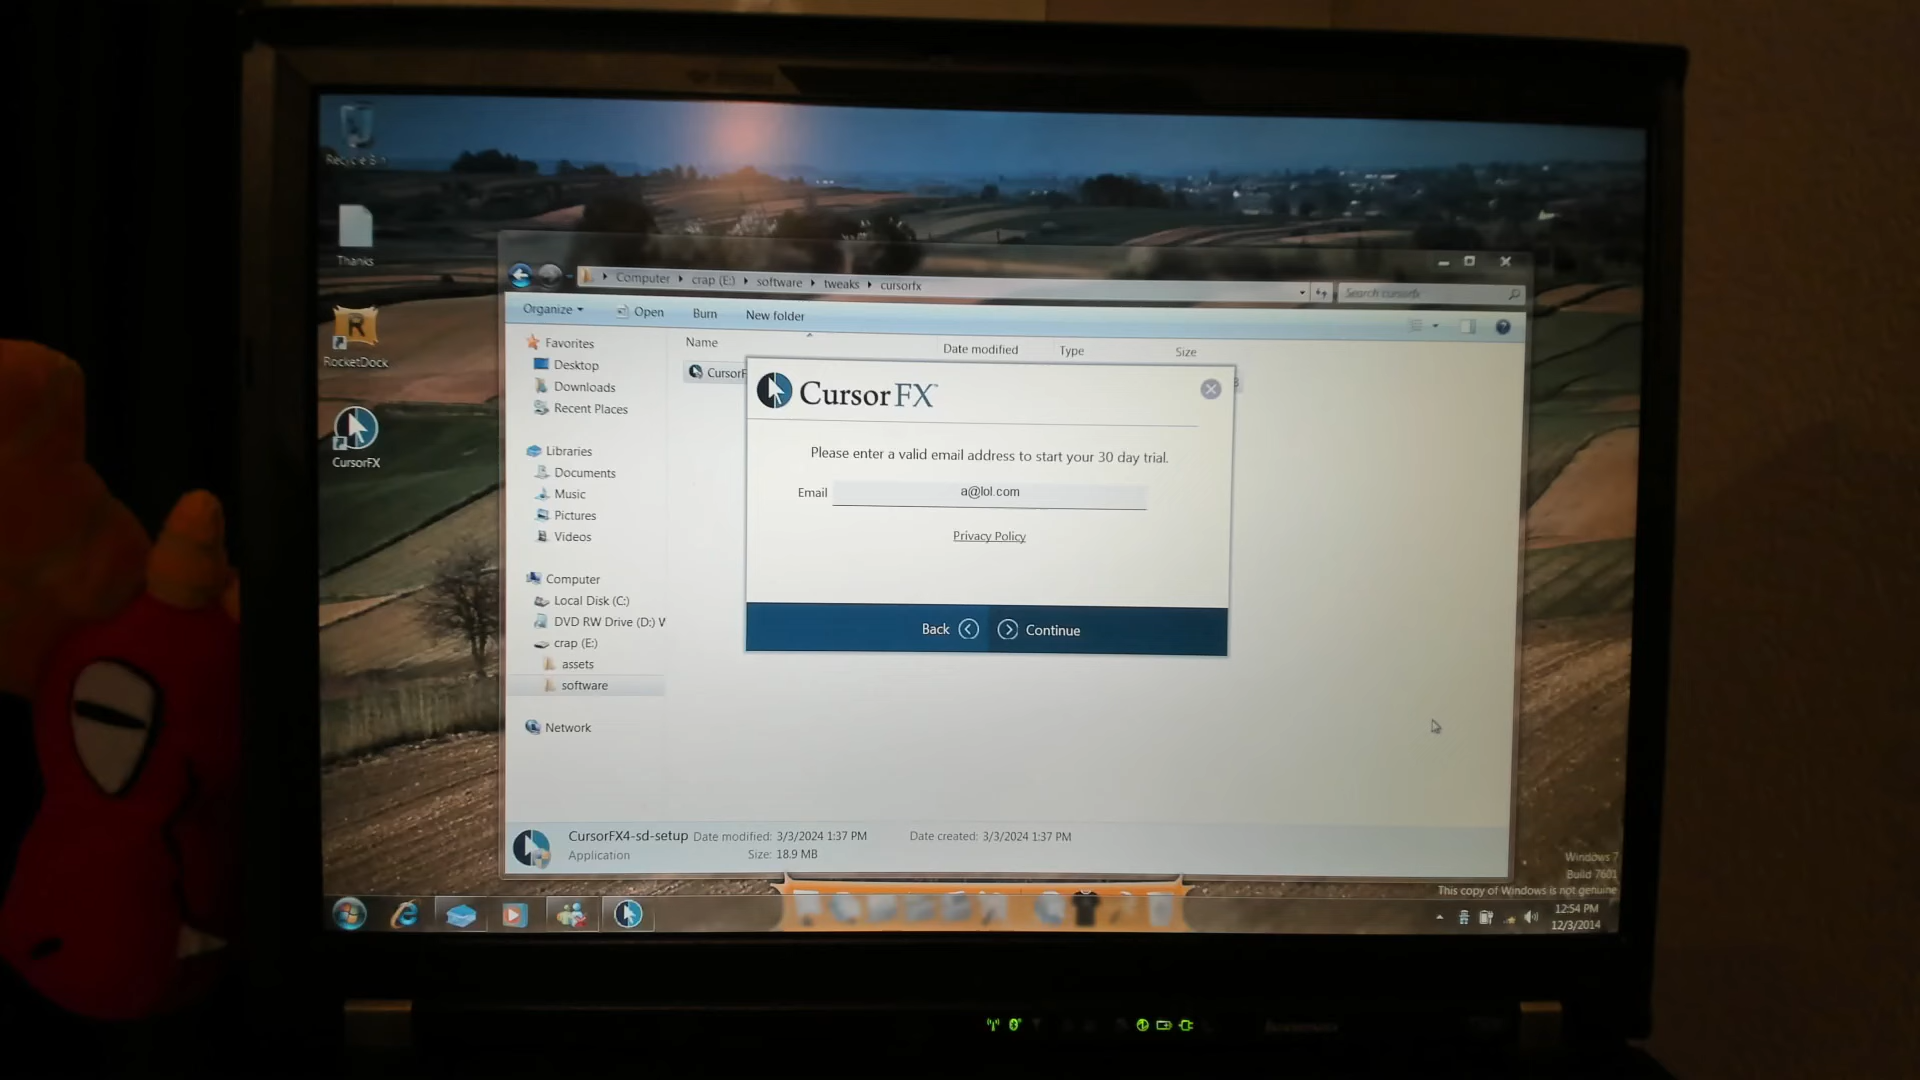 Recycle Bin
Thanks
RocketDock
CursorFX
Computer
crap (E:)
software
tweaks
cursorfx
Search cursorfx
Organize
Open
Burn
New folder
Name
Date modified
Type
Size
Favorites
Desktop
Downloads
Recent Places
Libraries
Documents
Music
Pictures
Videos
Computer
Local Disk (C:)
DVD RW Drive (D:) V
crap (E:)
assets
software
Network
CursorF
CursorFX™
Please enter a valid email address to start your 30 day trial.
Email a@lol.com
Privacy Policy
Back
Continue
CursorFX4-sd-setup Date modified: 3/3/2024 1:37 PM Date created: 3/3/2024 1:37 PM
Application Size: 18.9 MB
Windows 7
Build 7601
This copy of Windows is not genuine
12:54 PM
12/3/2014